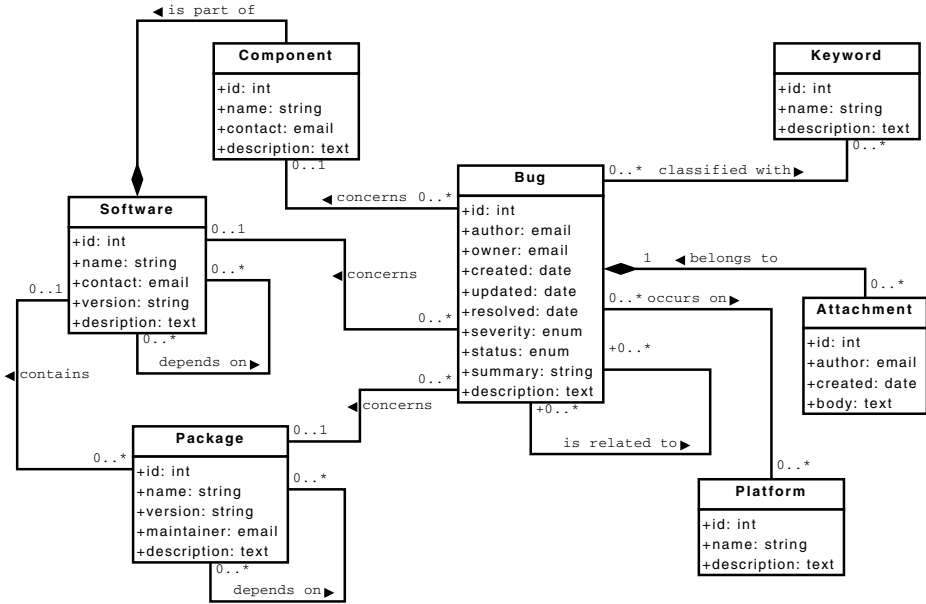 ◄ is part of
Component
+id: int
+name: string
+contact: email
+description: text
0..1
Keyword
+id: int
+name: string
+description: text
0..*
Bug
+id: int
+author: email
+owner: email
+created: date
+updated: date
+resolved: date
+severity: enum
+status: enum
+summary: string
+description: text
0..* classified with ►
◄ concerns 0..*
Software
+id: int
+name: string
+contact: email
+version: string
+desription: text
0..1
0..*
◄ concerns
0..*
0..1
0..*
depends on ►
1 ◄ belongs to
0..*
0..* occurs on ►
Attachment
+id: int
+author: email
+created: date
+body: text
+0..*
+0..*
is related to ►
◄ contains
0..*
◄ concerns
0..1
0..*
Package
+id: int
+name: string
+version: string
+maintainer: email
+description: text
0..*
0..*
depends on ►
0..*
Platform
+id: int
+name: string
+description: text